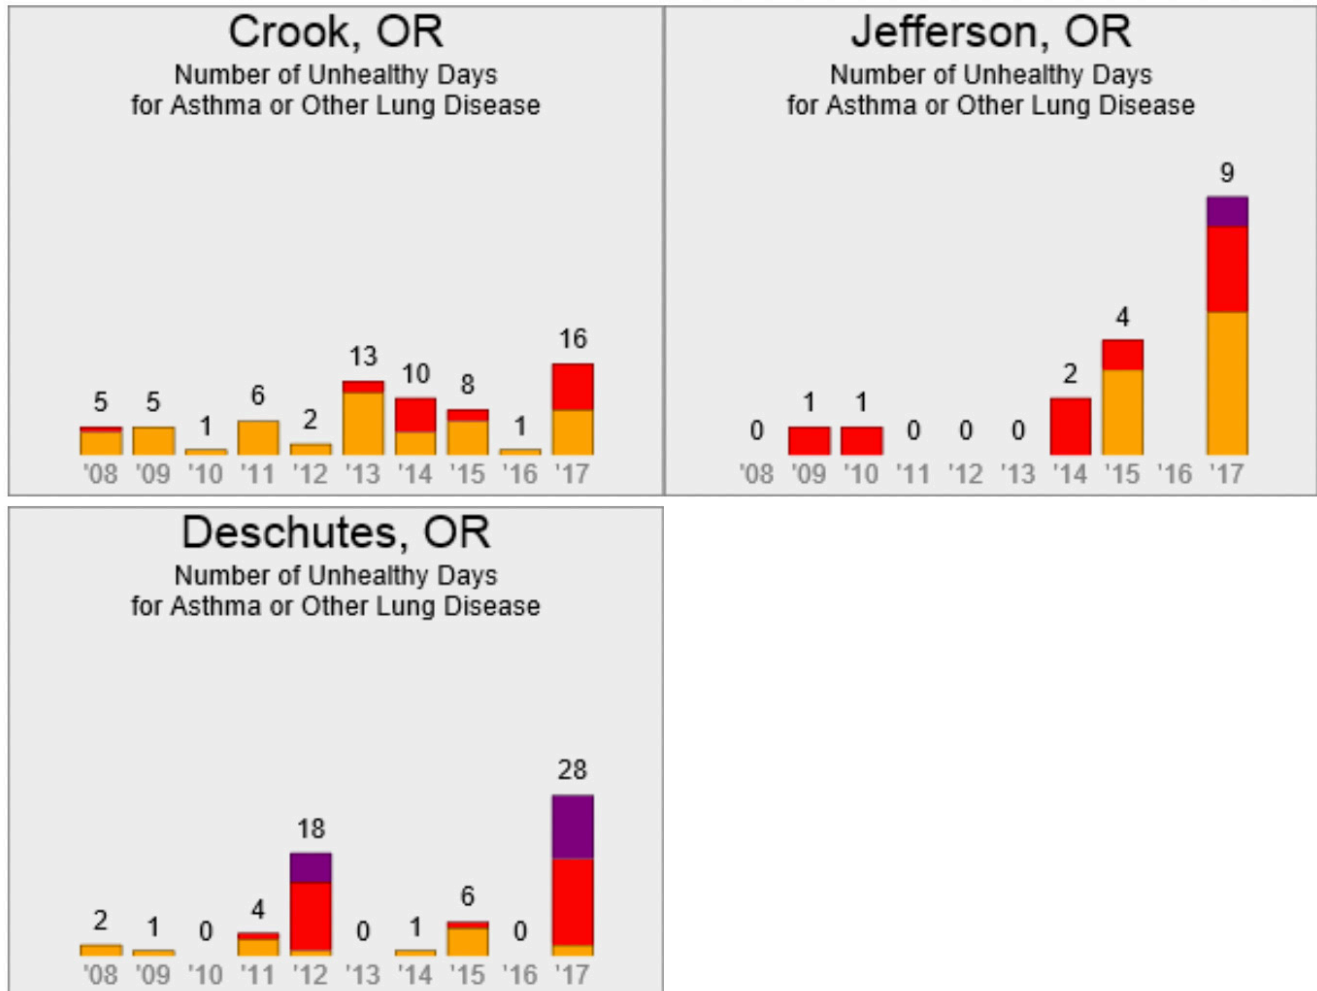 Crook, OR
Number of Unhealthy Days
for Asthma or Other Lung Disease
5 5 1 6 2 13 10 8 1 16
'08 '09 '10 '11 '12 '13 '14 '15 '16 '17
Jefferson, OR
Number of Unhealthy Days
for Asthma or Other Lung Disease
0 1 1 0 0 0 2 4 9
'08 '09 '10 '11 '12 '13 '14 '15 '16 '17
Deschutes, OR
Number of Unhealthy Days
for Asthma or Other Lung Disease
2 1 0 4 18 0 1 6 0 28
'08 '09 '10 '11 '12 '13 '14 '15 '16 '17